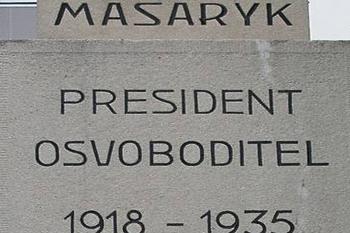 MASARYK
PRESIDENT
OSVOBODITEL
1918 - 1935